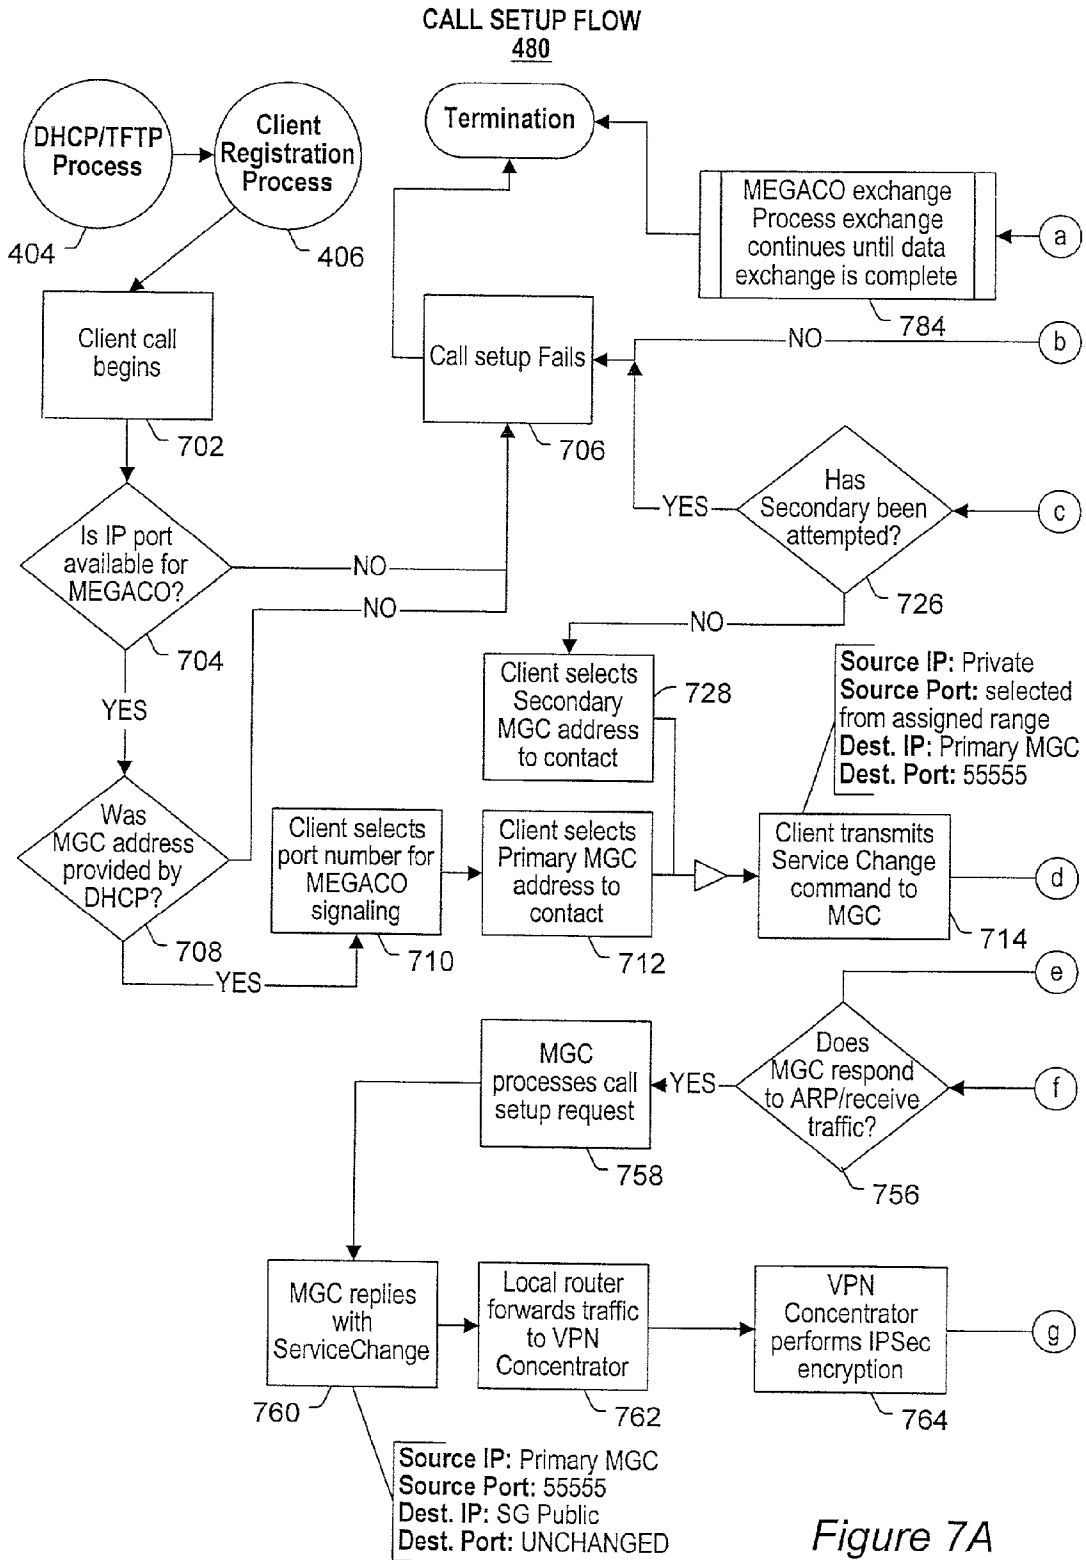 CALL SETUP FLOW
480
DHCP/TFTP
Process
404
Client
Registration
Process
406
Termination
MEGACO exchange
Process exchange
continues until data
exchange is complete
784
a
Client call
begins
702
Call setup Fails
706
NO
b
Is IP port
available for
MEGACO?
704
NO
NO
YES
Has
Secondary been
attempted?
726
YES
c
NO
Client selects
Secondary
MGC address
to contact
728
Source IP: Private
Source Port: selected
from assigned range
Dest. IP: Primary MGC
Dest. Port: 55555
Was
MGC address
provided by
DHCP?
708
YES
Client selects
port number for
MEGACO
signaling
710
Client selects
Primary MGC
address to
contact
712
Client transmits
Service Change
command to
MGC
714
d
e
Does
MGC respond
to ARP/receive
traffic?
756
f
YES
MGC
processes call
setup request
758
MGC replies
with
ServiceChange
760
Local router
forwards traffic
to VPN
Concentrator
762
VPN
Concentrator
performs IPSec
encryption
764
g
Source IP: Primary MGC
Source Port: 55555
Dest. IP: SG Public
Dest. Port: UNCHANGED
Figure 7A